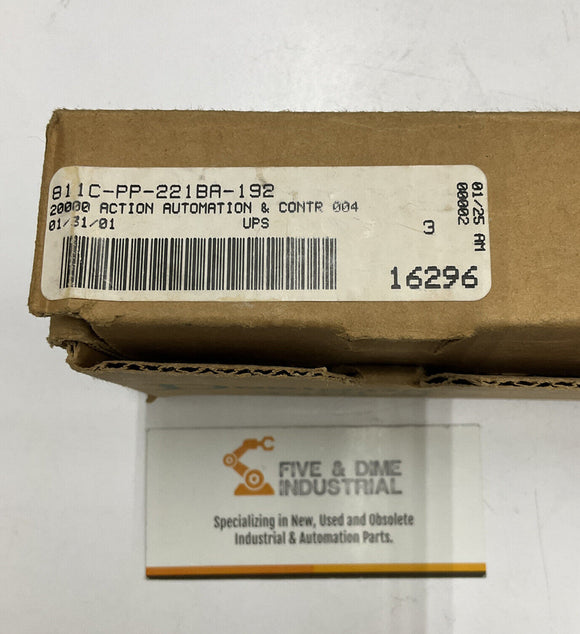 811C-PP-221BA-192
20000 ACTION AUTOMATION & CONTR 004
01/31/01 UPS
3
16296
01/25 AM
000002
FIVE & DIME
INDUSTRIAL
Specializing in New, Used and Obsolete
Industrial & Automation Parts.